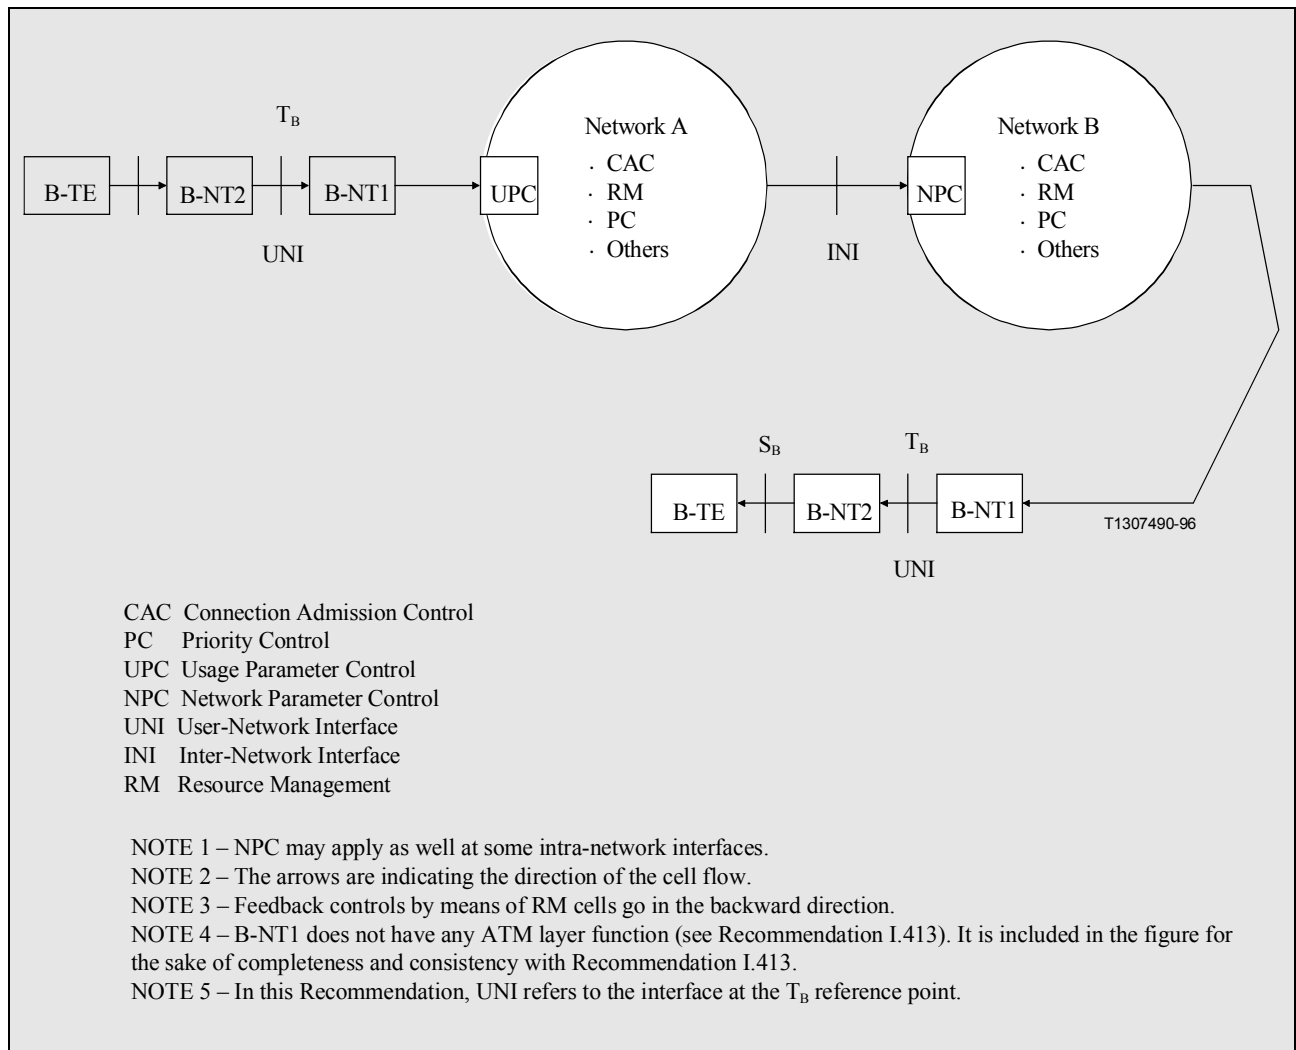 T_B
B-TE
B-NT2
B-NT1
UNI
UPC
Network A
· CAC
· RM
· PC
· Others
INI
NPC
Network B
· CAC
· RM
· PC
· Others
S_B
T_B
B-TE
B-NT2
B-NT1
T1307490-96
UNI
CAC Connection Admission Control
PC Priority Control
UPC Usage Parameter Control
NPC Network Parameter Control
UNI User-Network Interface
INI Inter-Network Interface
RM Resource Management
NOTE 1 – NPC may apply as well at some intra-network interfaces.
NOTE 2 – The arrows are indicating the direction of the cell flow.
NOTE 3 – Feedback controls by means of RM cells go in the backward direction.
NOTE 4 – B-NT1 does not have any ATM layer function (see Recommendation I.413). It is included in the figure for
the sake of completeness and consistency with Recommendation I.413.
NOTE 5 – In this Recommendation, UNI refers to the interface at the T_B reference point.